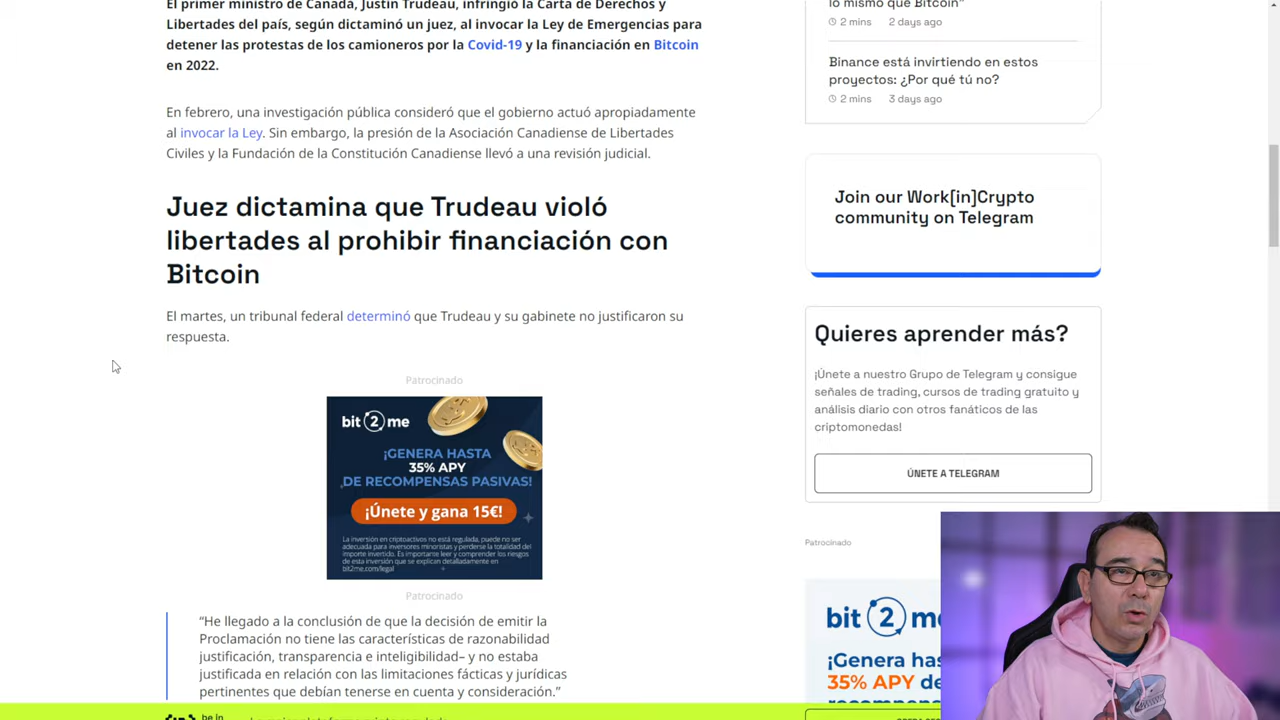 El primer ministro de Canadá, Justin Trudeau, infringió la Carta de Derechos y
Libertades del país, según dictaminó un juez, al invocar la Ley de Emergencias para
detener las protestas de los camioneros por la Covid-19 y la financiación en Bitcoin
en 2022.
En febrero, una investigación pública consideró que el gobierno actuó apropiadamente
al invocar la Ley. Sin embargo, la presión de la Asociación Canadiense de Libertades
Civiles y la Fundación de la Constitución Canadiense llevó a una revisión judicial.
Juez dictamina que Trudeau violó
libertades al prohibir financiación con
Bitcoin
El martes, un tribunal federal determinó que Trudeau y su gabinete no justificaron su
respuesta.
Patrocinado
bit2me
¡GENERA HASTA
35% APY
DE RECOMPENSAS PASIVAS!
¡Únete y gana 15€!
La inversión en criptoactivos no está regulada, puede no ser
adecuada para inversores minoristas y perderse la totalidad del
importe invertido. Es importante leer y comprender los riesgos
de esta inversión que se explican detalladamente en
bit2me.com/legal
Patrocinado
“He llegado a la conclusión de que la decisión de emitir la
Proclamación no tiene las características de razonabilidad
justificación, transparencia e inteligibilidad– y no estaba
justificada en relación con las limitaciones fácticas y jurídicas
pertinentes que debían tenerse en cuenta y consideración.”
be in
lo mismo que Bitcoin”
2 mins 2 days ago
Binance está invirtiendo en estos
proyectos: ¿Por qué tú no?
2 mins 3 days ago
Join our Work[in]Crypto
community on Telegram
Quieres aprender más?
¡Únete a nuestro Grupo de Telegram y consigue
señales de trading, cursos de trading gratuito y
análisis diario con otros fanáticos de las
criptomonedas!
ÚNETE A TELEGRAM
Patrocinado
bit2m
¡Genera has
35% APY de